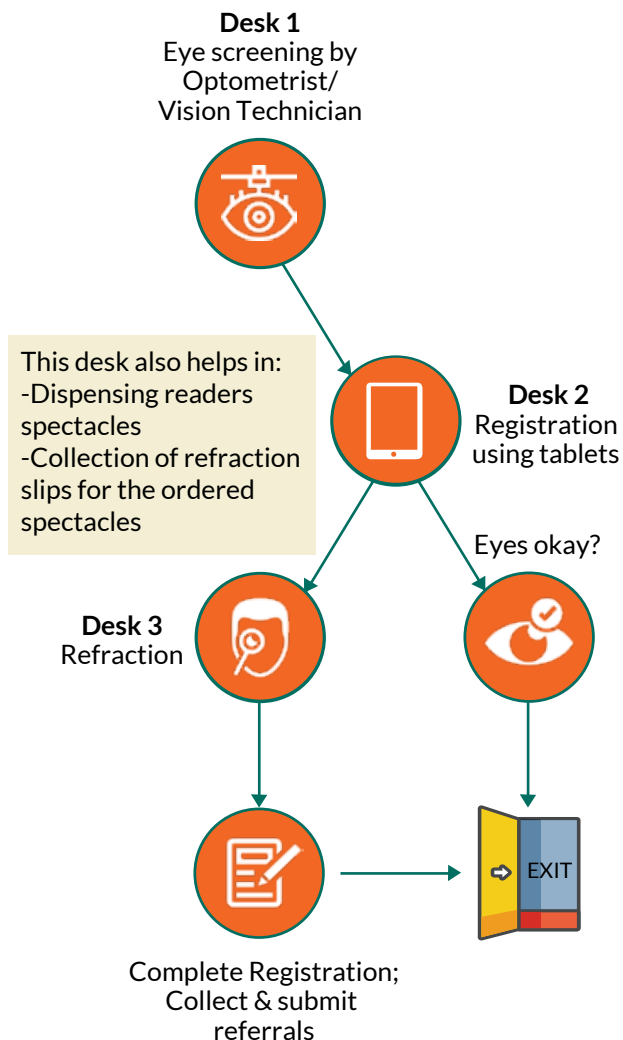 Desk 1
Eye screening by
Optometrist/
Vision Technician
This desk also helps in:
-Dispensing readers
spectacles
-Collection of refraction
slips for the ordered
spectacles
Desk 2
Registration
using tablets
Eyes okay?
Desk 3
Refraction
EXIT
Complete Registration;
Collect & submit
referrals